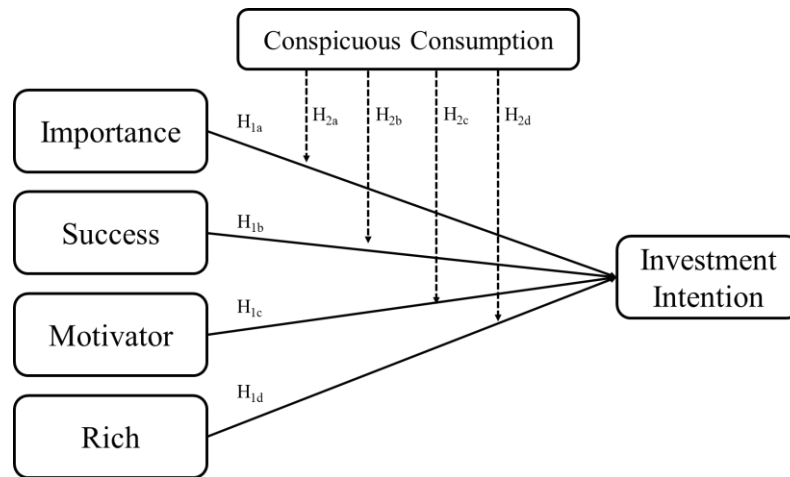 Conspicuous Consumption
Importance
H1a
H2a
H2b
H2c
H2d
Success
H1b
Investment
Intention
Motivator
H1c
H1d
Rich